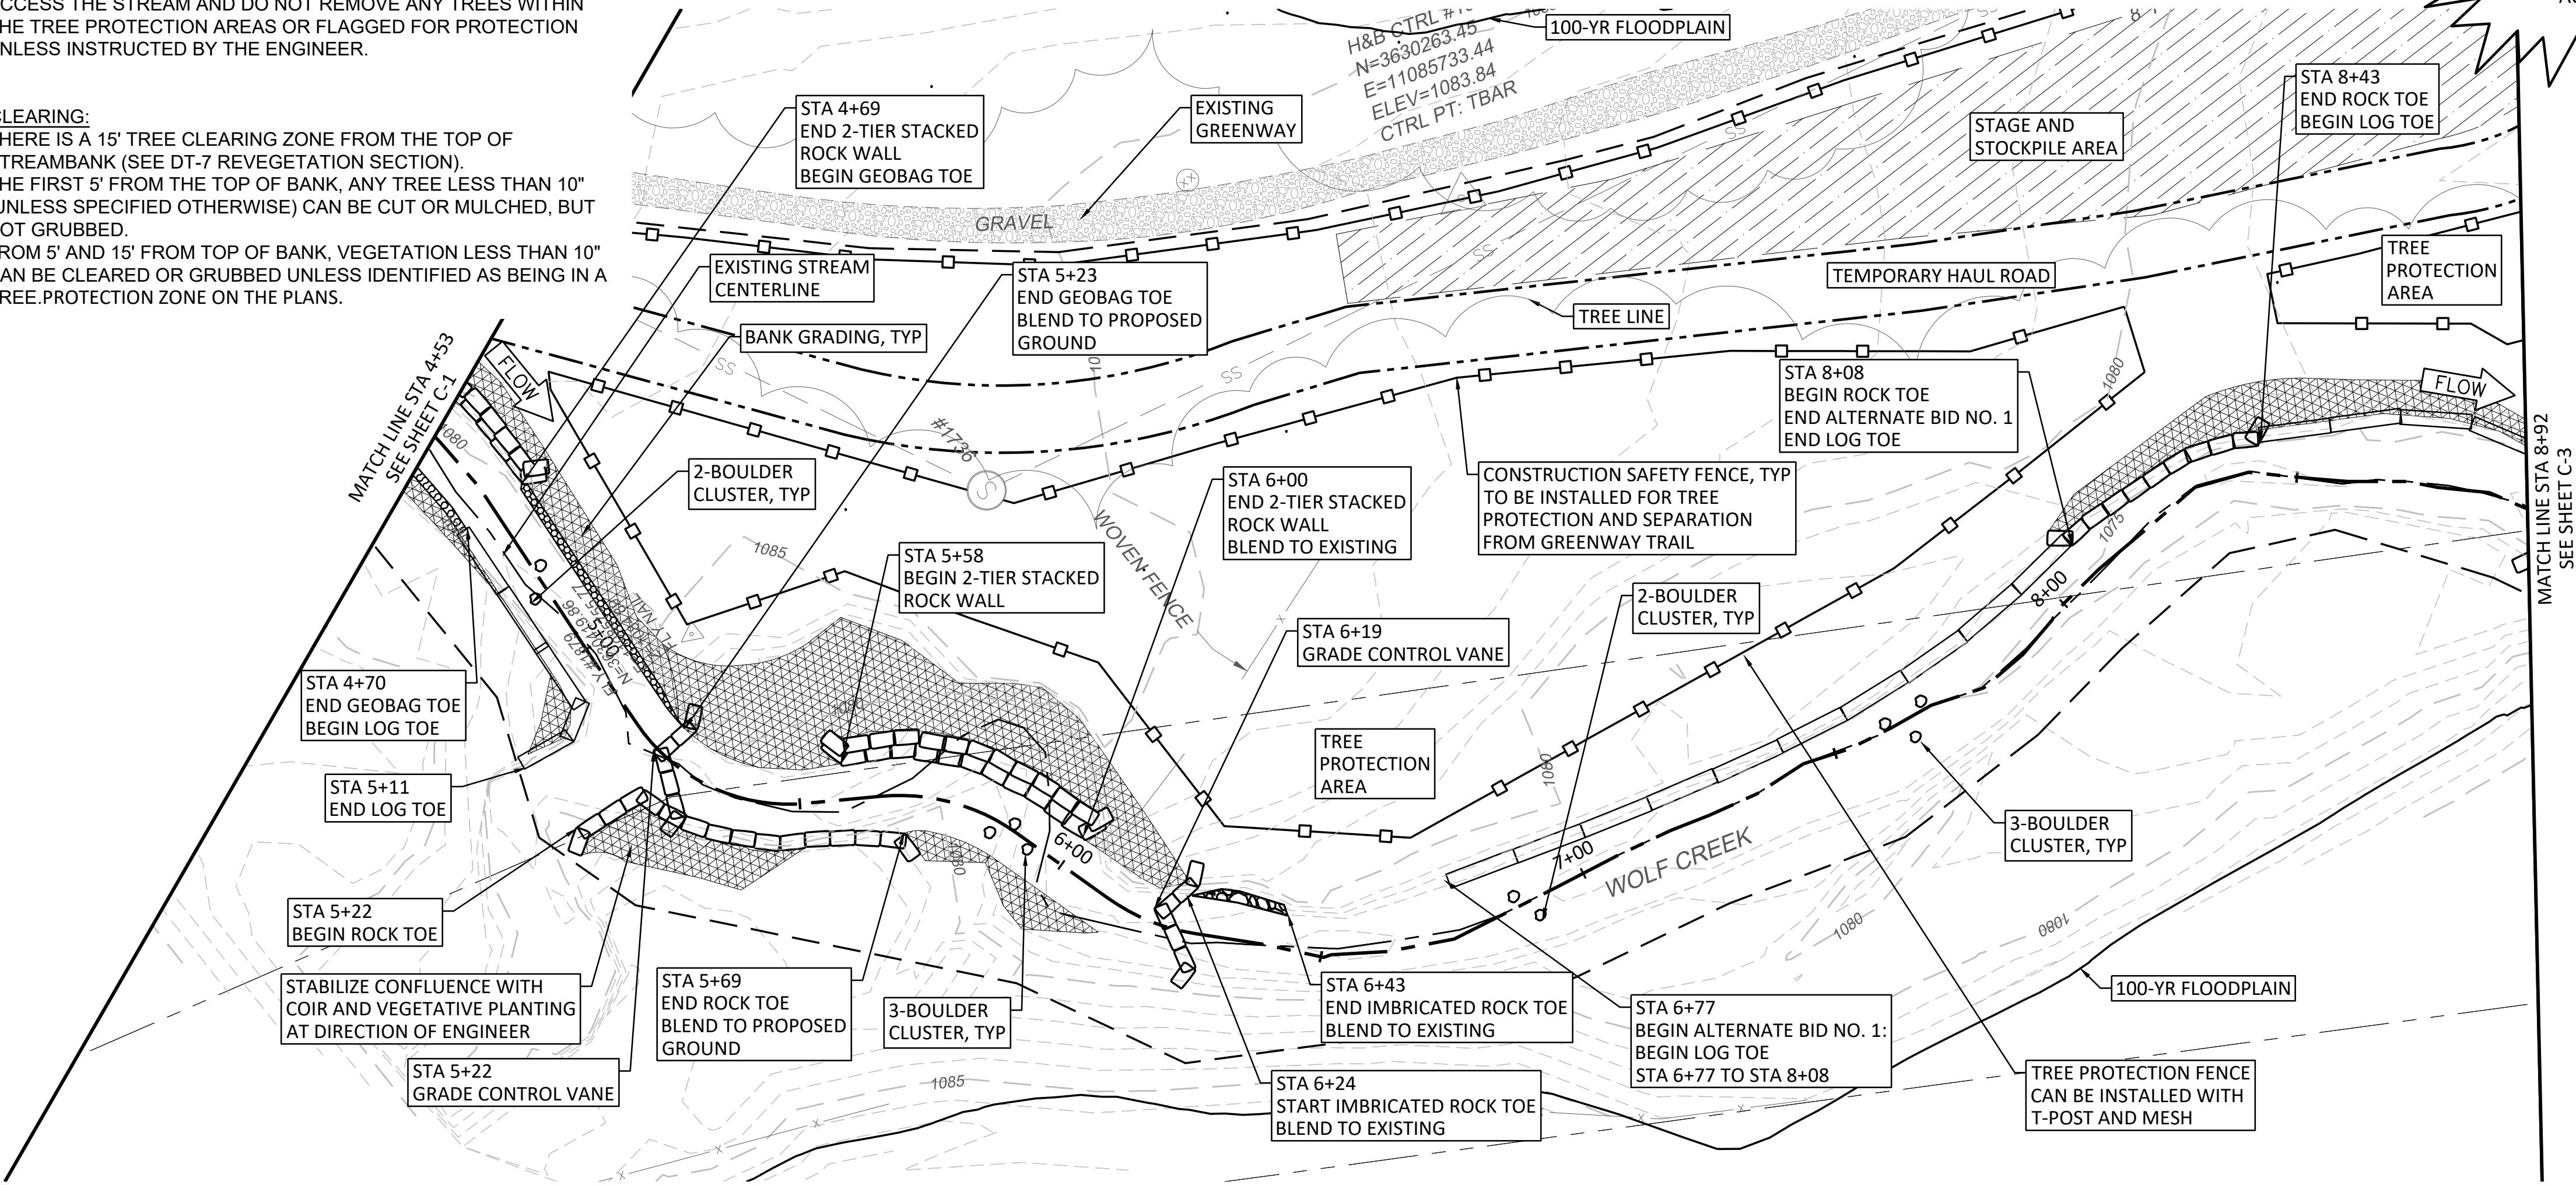 CCESS THE STREAM AND DO NOT REMOVE ANY TREES WITHIN
HE TREE PROTECTION AREAS OR FLAGGED FOR PROTECTION
NLESS INSTRUCTED BY THE ENGINEER.
CLEARING:
HERE IS A 15' TREE CLEARING ZONE FROM THE TOP OF
TREAMBANK (SEE DT-7 REVEGETATION SECTION).
HE FIRST 5' FROM THE TOP OF BANK, ANY TREE LESS THAN 10"
UNLESS SPECIFIED OTHERWISE) CAN BE CUT OR MULCHED, BUT
OT GRUBBED.
ROM 5' AND 15' FROM TOP OF BANK, VEGETATION LESS THAN 10"
AN BE CLEARED OR GRUBBED UNLESS IDENTIFIED AS BEING IN A
REE.PROTECTION ZONE ON THE PLANS.
H&B CTRL
N=3630263.45
E=11085733.44
ELEV=1083.84
CTRL PT: TBAR
100-YR FLOODPLAIN
STA 4+69
END 2-TIER STACKED
ROCK WALL
BEGIN GEOBAG TOE
EXISTING
GREENWAY
STAGE AND
STOCKPILE AREA
STA 8+43
END ROCK TOE
BEGIN LOG TOE
SS
SS
SS
GRAVEL
TREE
PROTECTION
AREA
EXISTING STREAM
CENTERLINE
STA 5+23
END GEOBAG TOE
BLEND TO PROPOSED
GROUND
TEMPORARY HAUL ROAD
TREE LINE
BANK GRADING, TYP
MATCH LINE STA 4+53
SEE SHEET C-1
FLOW
SS
SS
1080
STA 8+08
BEGIN ROCK TOE
END ALTERNATE BID NO. 1
END LOG TOE
1080
FLOW
MATCH LINE STA 8+92
SEE SHEET C-3
#1736
S
2-BOULDER
CLUSTER, TYP
STA 6+00
END 2-TIER STACKED
ROCK WALL
BLEND TO EXISTING
CONSTRUCTION SAFETY FENCE, TYP
TO BE INSTALLED FOR TREE
PROTECTION AND SEPARATION
FROM GREENWAY TRAIL
1075
WOVEN FENCE
1085
STA 5+58
BEGIN 2-TIER STACKED
ROCK WALL
2-BOULDER
CLUSTER, TYP
8+00
STA 6+19
GRADE CONTROL VANE
STA 4+70
END GEOBAG TOE
BEGIN LOG TOE
TREE
PROTECTION
AREA
1080
STA 5+11
END LOG TOE
3-BOULDER
CLUSTER, TYP
6+00
1080
7+00
WOLF CREEK
STA 5+22
BEGIN ROCK TOE
1080
1080
STABILIZE CONFLUENCE WITH
COIR AND VEGETATIVE PLANTING
AT DIRECTION OF ENGINEER
STA 5+69
END ROCK TOE
BLEND TO PROPOSED
GROUND
3-BOULDER
CLUSTER, TYP
STA 6+43
END IMBRICATED ROCK TOE
BLEND TO EXISTING
STA 6+77
BEGIN ALTERNATE BID NO. 1:
BEGIN LOG TOE
STA 6+77 TO STA 8+08
100-YR FLOODPLAIN
STA 5+22
GRADE CONTROL VANE
1085
STA 6+24
START IMBRICATED ROCK TOE
BLEND TO EXISTING
TREE PROTECTION FENCE
CAN BE INSTALLED WITH
T-POST AND MESH